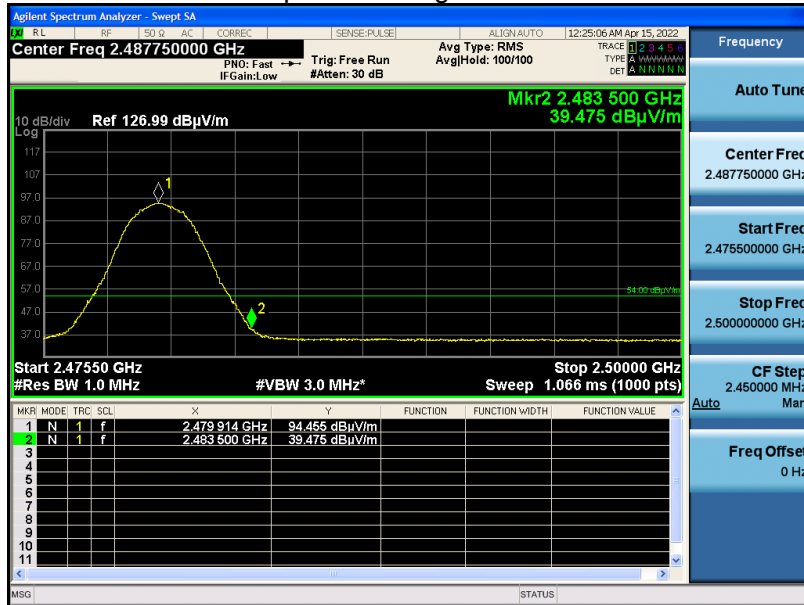 Agilent Spectrum Analyzer - Swept SA
LXI RL RF 50 Ω AC CORREC SENSE:PULSE ALIGN AUTO 12:25:06 AM Apr 15, 2022
Center Freq 2.487750000 GHz
PNO: Fast
IFGain:Low
Trig: Free Run
#Atten: 30 dB
Avg Type: RMS
Avg|Hold: 100/100
TRACE 1 2 3 4 5 6
TYPE A WWWWW
DET A N N N N N
Mkr2 2.483 500 GHz
39.475 dBµV/m
10 dB/div Ref 126.99 dBµV/m
Log
117
107
97.0
87.0
77.0
67.0
57.0
47.0
37.0
1
2
54.00 dBµV/m
Start 2.47550 GHz Stop 2.50000 GHz
#Res BW 1.0 MHz #VBW 3.0 MHz* Sweep 1.066 ms (1000 pts)
MKR MODE TRC SCL X Y FUNCTION FUNCTION WIDTH FUNCTION VALUE
1 N 1 f 2.479 914 GHz 94.455 dBµV/m
2 N 1 f 2.483 500 GHz 39.475 dBµV/m
3
4
5
6
7
8
9
10
11
MSG STATUS
Frequency
Auto Tune
Center Freq
2.487750000 GHz
Start Freq
2.475500000 GHz
Stop Freq
2.500000000 GHz
CF Step
2.450000 MHz
Auto Man
Freq Offset
0 Hz